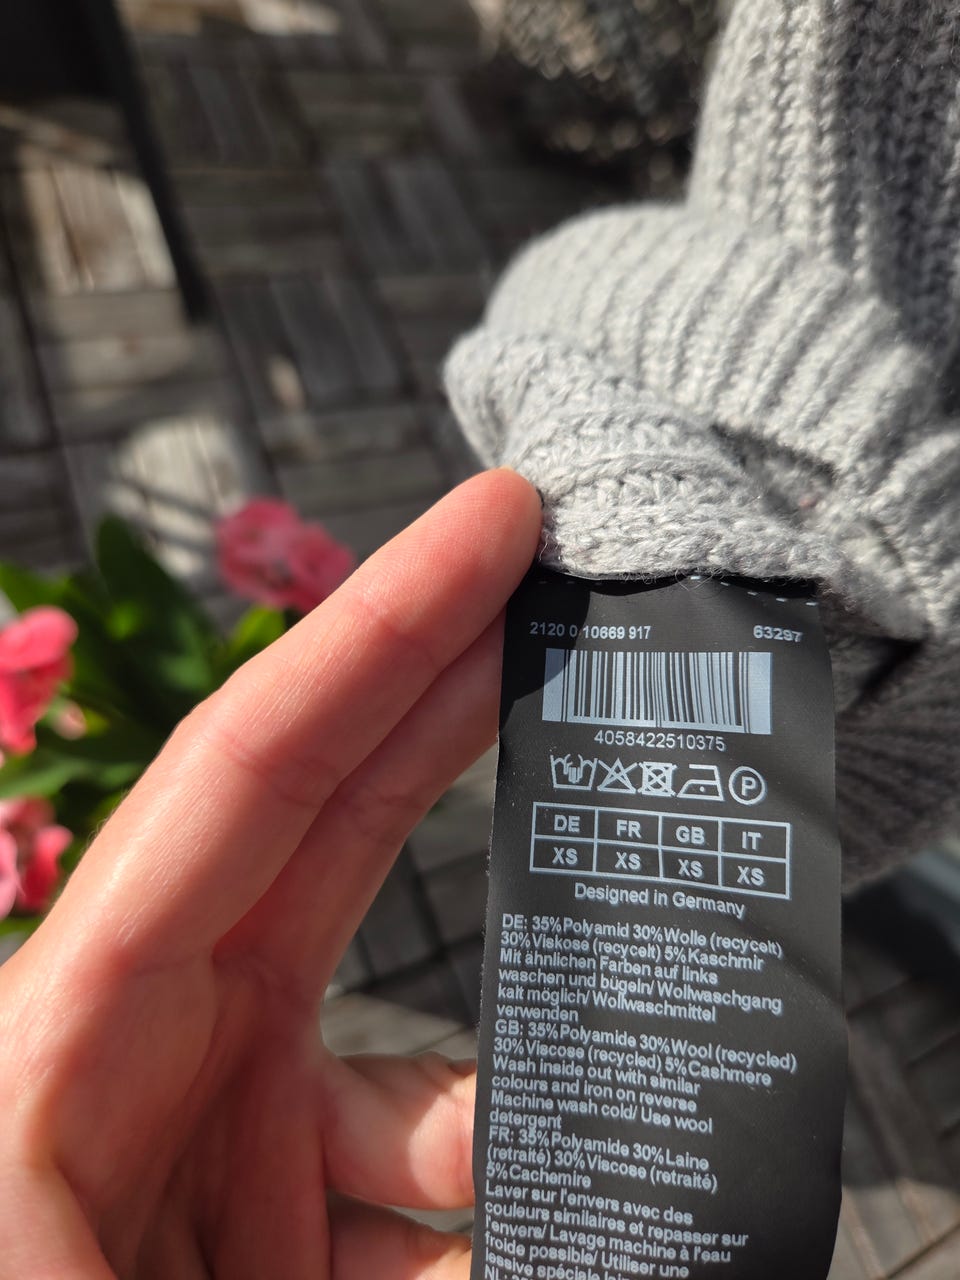 2120 0 10669 917 63297
4058422510375
P
DE FR GB IT
XS XS XS XS
Designed in Germany
DE: 35%Polyamid 30%Wolle (recycelt)
30%Viskose (recycelt) 5%Kaschmir
Mit ähnlichen Farben auf links
waschen und bügeln/ Wollwaschgang
kalt möglich/ Wollwaschmittel
verwenden
GB: 35%Polyamide 30%Wool (recycled)
30%Viscose (recycled) 5%Cashmere
Wash inside out with similar
colours and iron on reverse
Machine wash cold/ Use wool
detergent
FR: 35%Polyamide 30%Laine
(retraité) 30%Viscose (retraité)
5%Cachemire
Laver sur l'envers avec des
couleurs similaires et repasser sur
l'envers/ Lavage machine à l'eau
froide possible/ Utiliser une
lessive spéciale
NL: